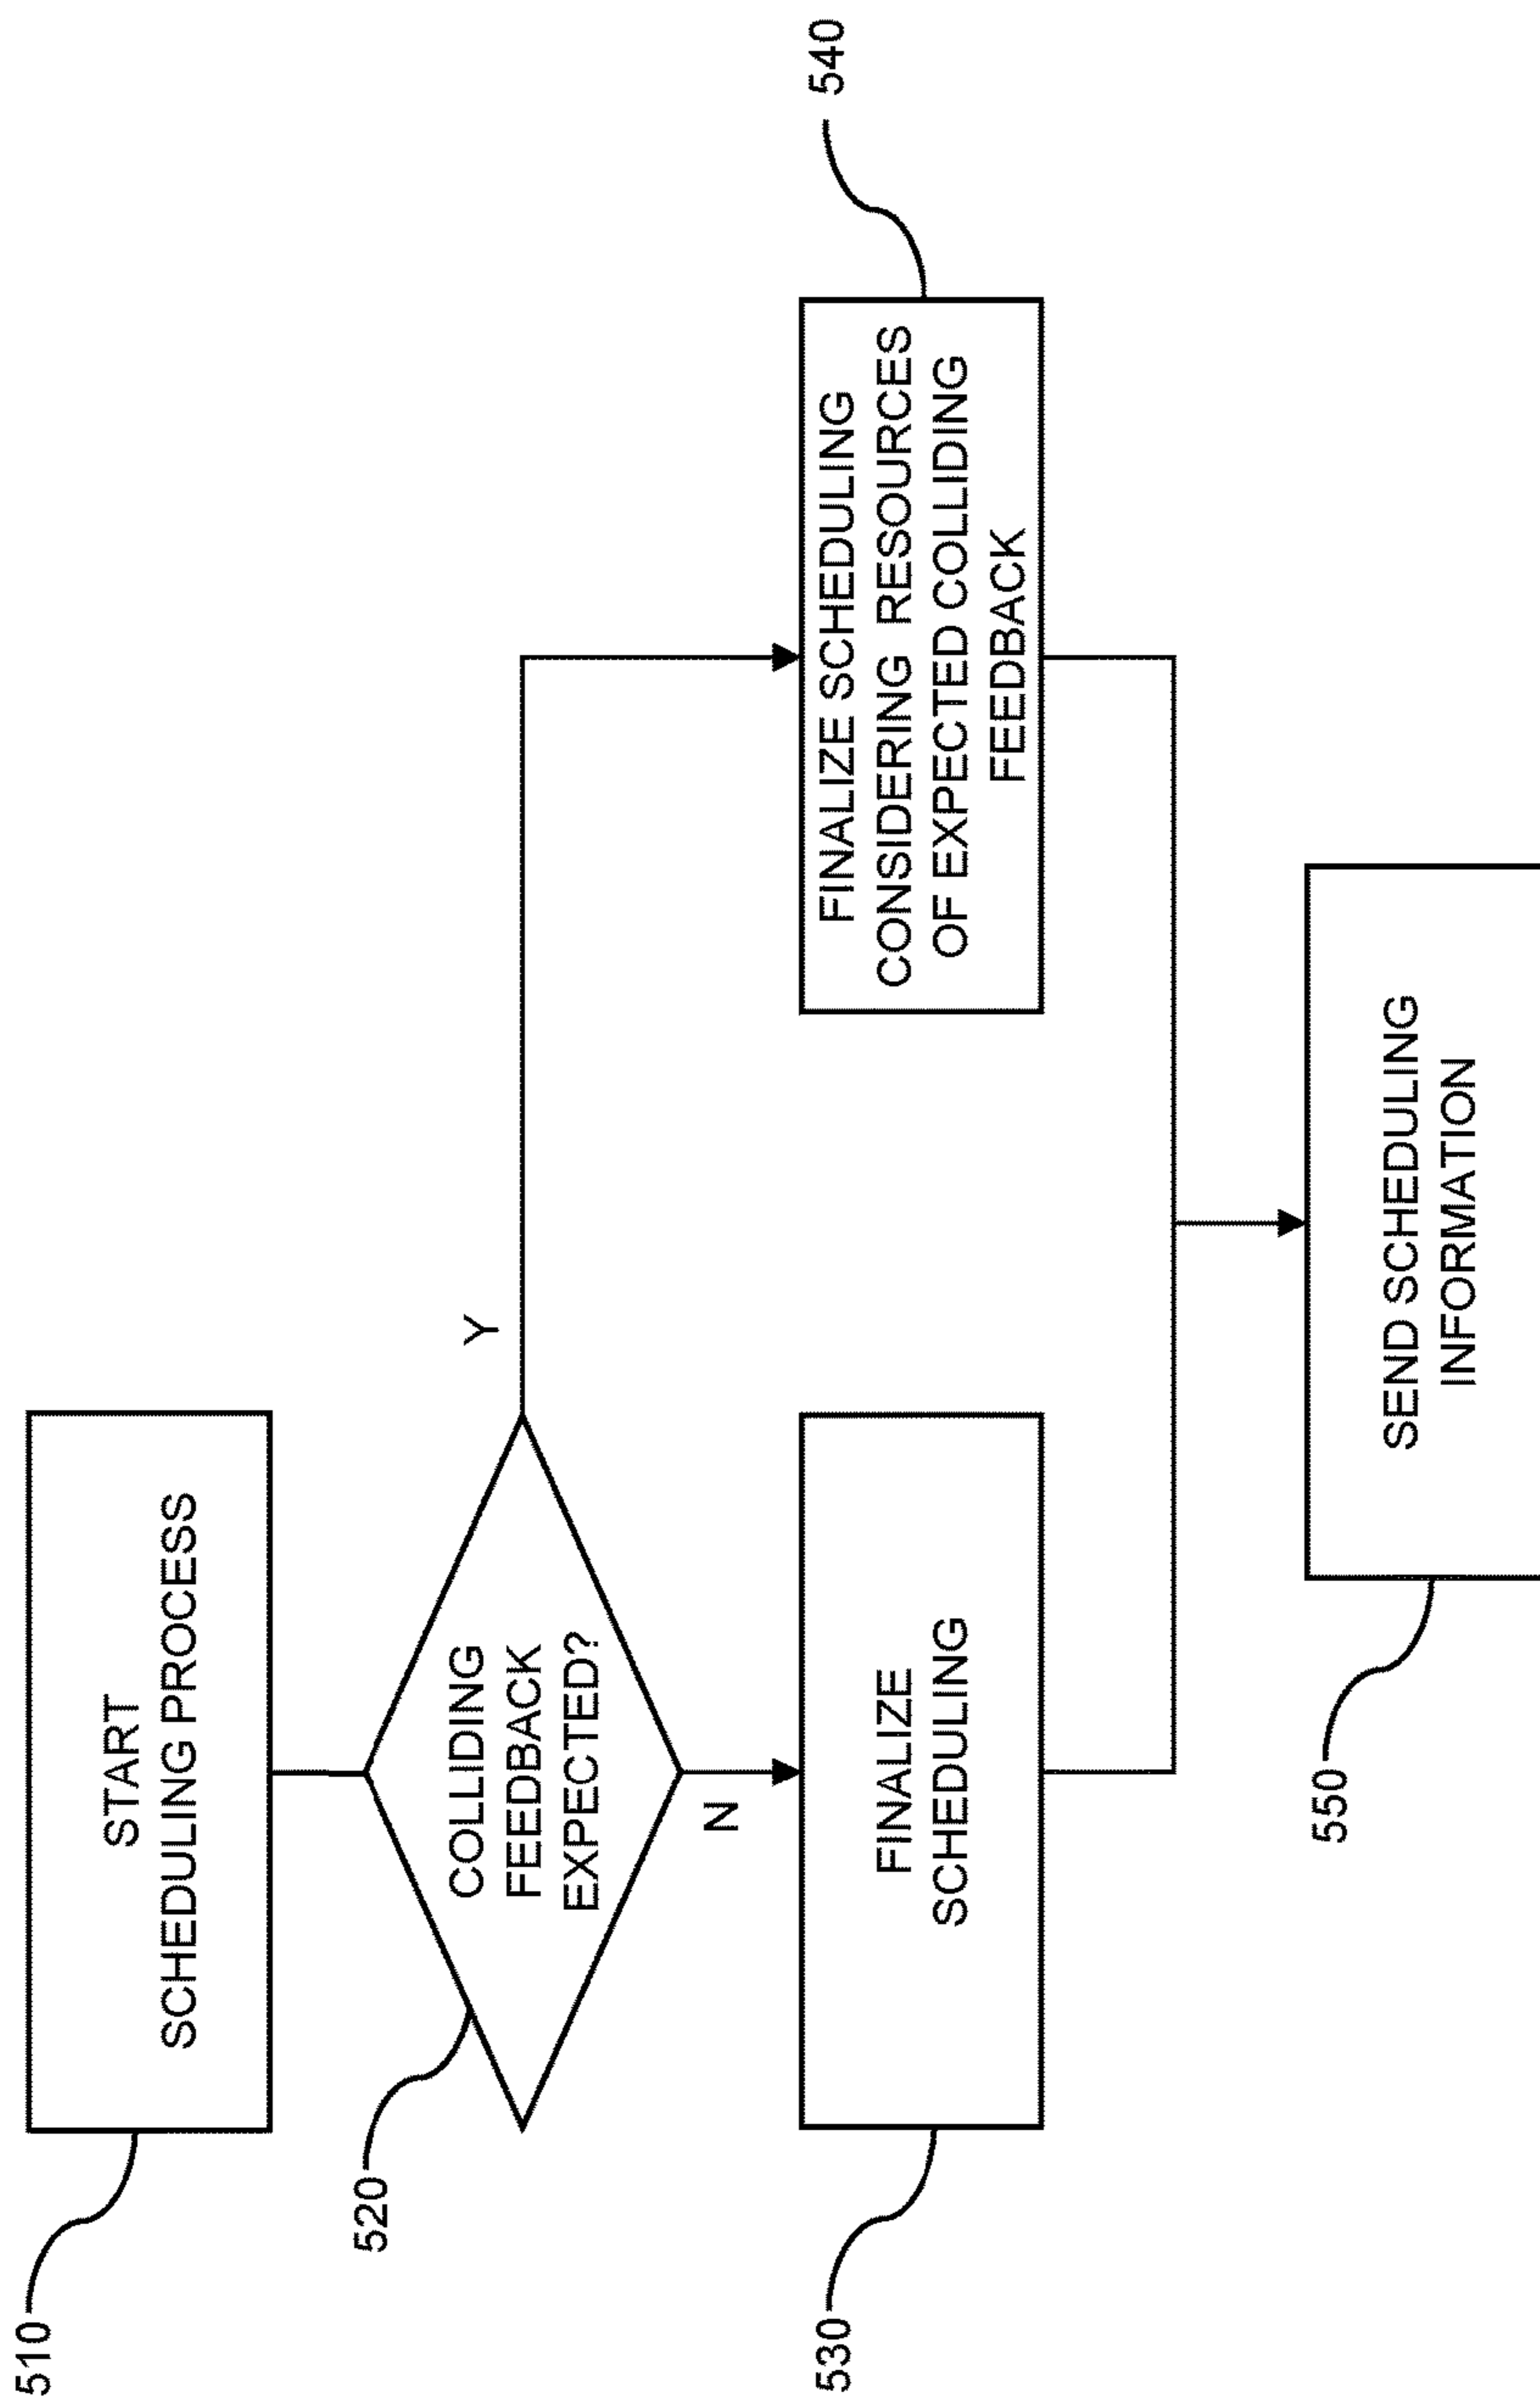 510
START
SCHEDULING PROCESS
520
COLLIDING
FEEDBACK
EXPECTED?
Y
N
530
FINALIZE
SCHEDULING
540
FINALIZE SCHEDULING
CONSIDERING RESOURCES
OF EXPECTED COLLIDING
FEEDBACK
550
SEND SCHEDULING
INFORMATION